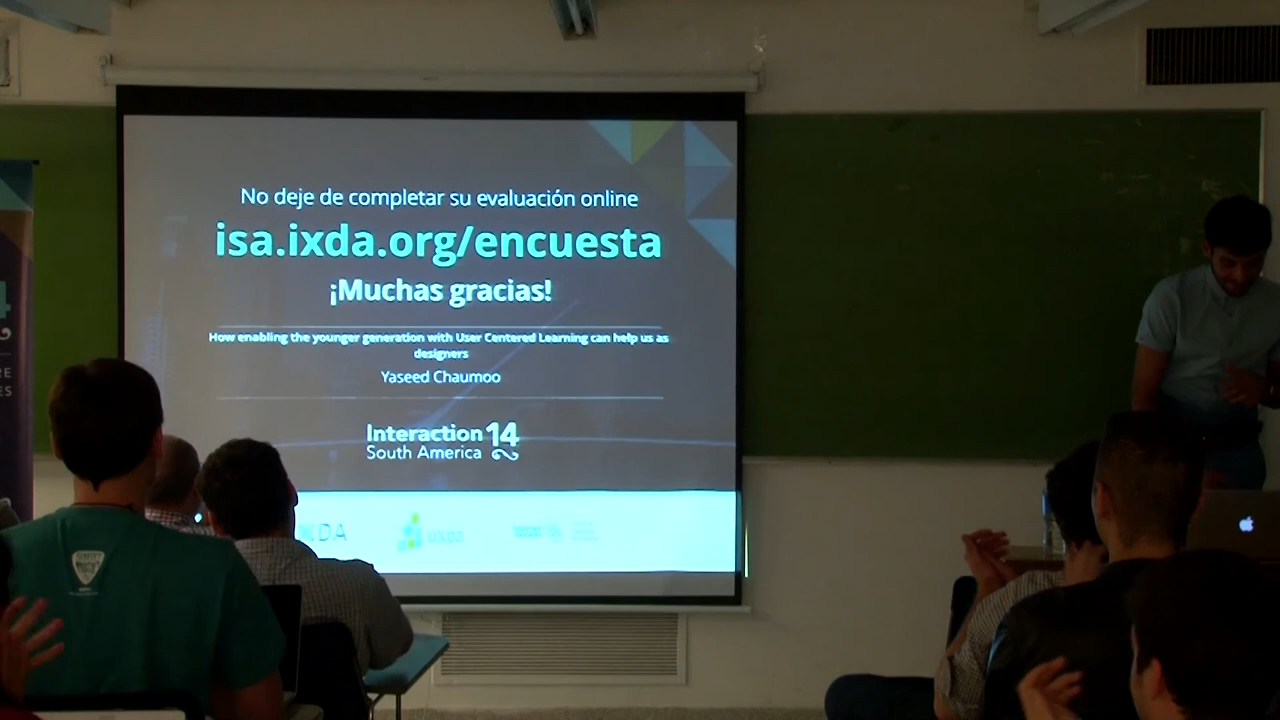 No deje de completar su evaluación online
isa.ixda.org/encuesta
¡Muchas gracias!
How enabling the younger generation with User Centered Learning can help us as
designers
Yaseed Chaumoo
Interaction 14
South America
uxpa